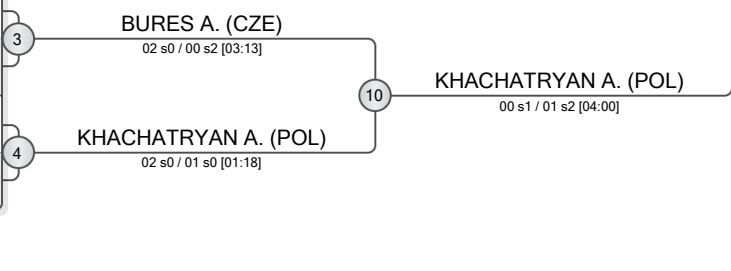 3
BURES A. (CZE)
02 s0 / 00 s2 [03:13]
10
KHACHATRYAN A. (POL)
00 s1 / 01 s2 [04:00]
4
KHACHATRYAN A. (POL)
02 s0 / 01 s0 [01:18]